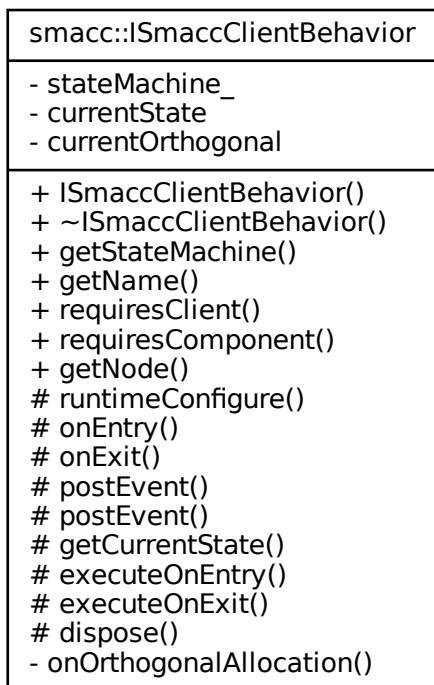 smacc::ISmaccClientBehavior
- stateMachine_
- currentState
- currentOrthogonal
+ ISmaccClientBehavior()
+ ~ISmaccClientBehavior()
+ getStateMachine()
+ getName()
+ requiresClient()
+ requiresComponent()
+ getNode()
# runtimeConfigure()
# onEntry()
# onExit()
# postEvent()
# postEvent()
# getCurrentState()
# executeOnEntry()
# executeOnExit()
# dispose()
- onOrthogonalAllocation()